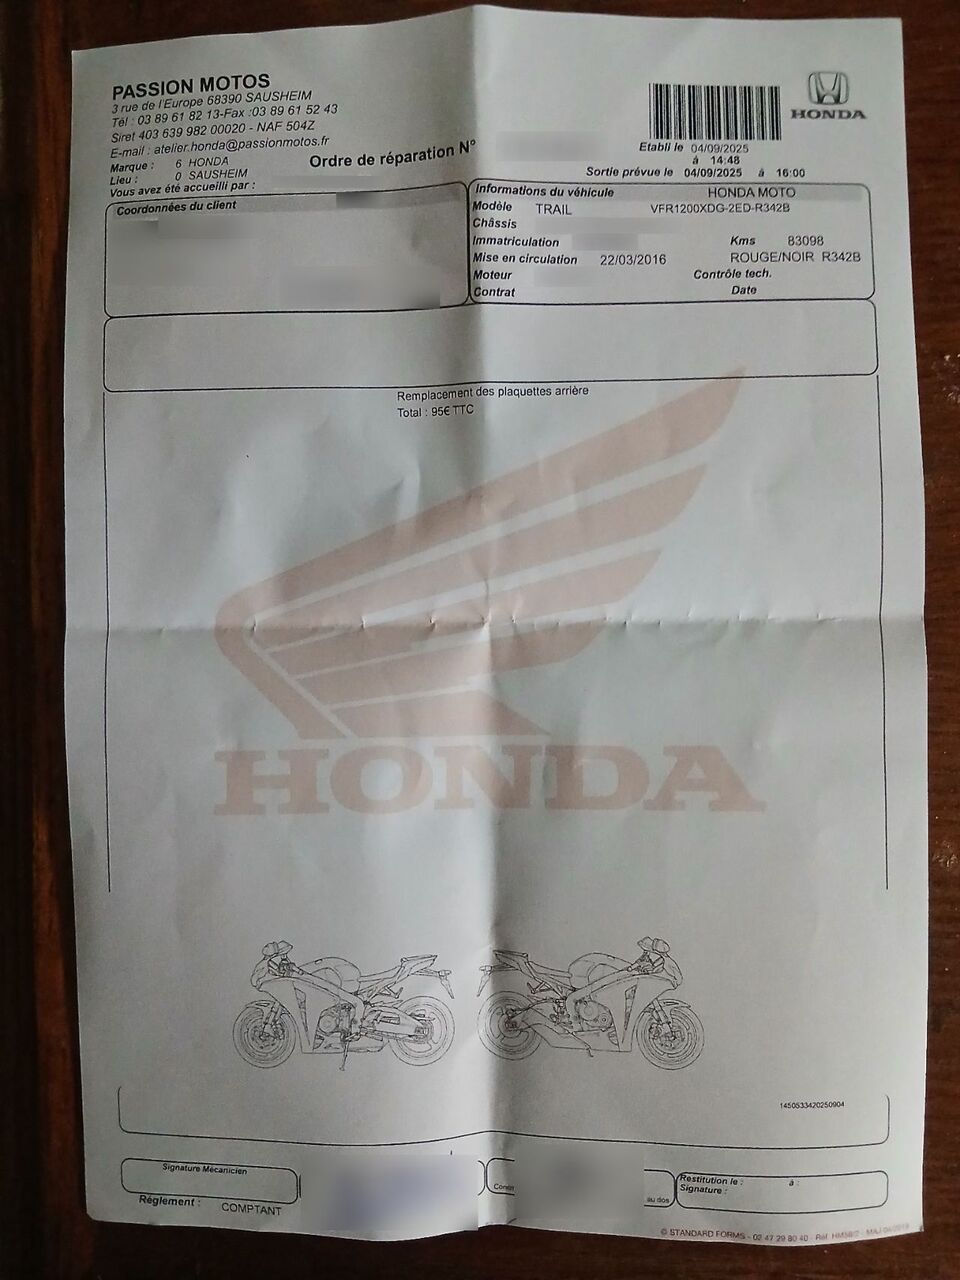 PASSION MOTOS
3 rue de l'Europe 68390 SAUSHEIM
Tél : 03 89 61 82 13-Fax :03 89 61 52 43
Siret 403 639 982 00020 - NAF 504Z
E-mail : atelier.honda@passionmotos.fr
Marque : 6 HONDA
Lieu : 0 SAUSHEIM
Vous avez été accueilli par :
Ordre de réparation N°
HONDA
Etabli le 04/09/2025
à 14:48
Sortie prévue le 04/09/2025 à 16:00
Coordonnées du client
Informations du véhicule HONDA MOTO
Modèle TRAIL VFR1200XDG-2ED-R342B
Châssis
Immatriculation Kms 83098
Mise en circulation 22/03/2016 ROUGE/NOIR R342B
Moteur Contrôle tech.
Contrat Date
Remplacement des plaquettes arrière
Total : 95€ TTC
HONDA
1450533420250904
Signature Mécanicien
Restitution le : à :
Signature :
au dos
Réglement : COMPTANT
© STANDARD FORMS - 02 47 29 80 40 - Réf.